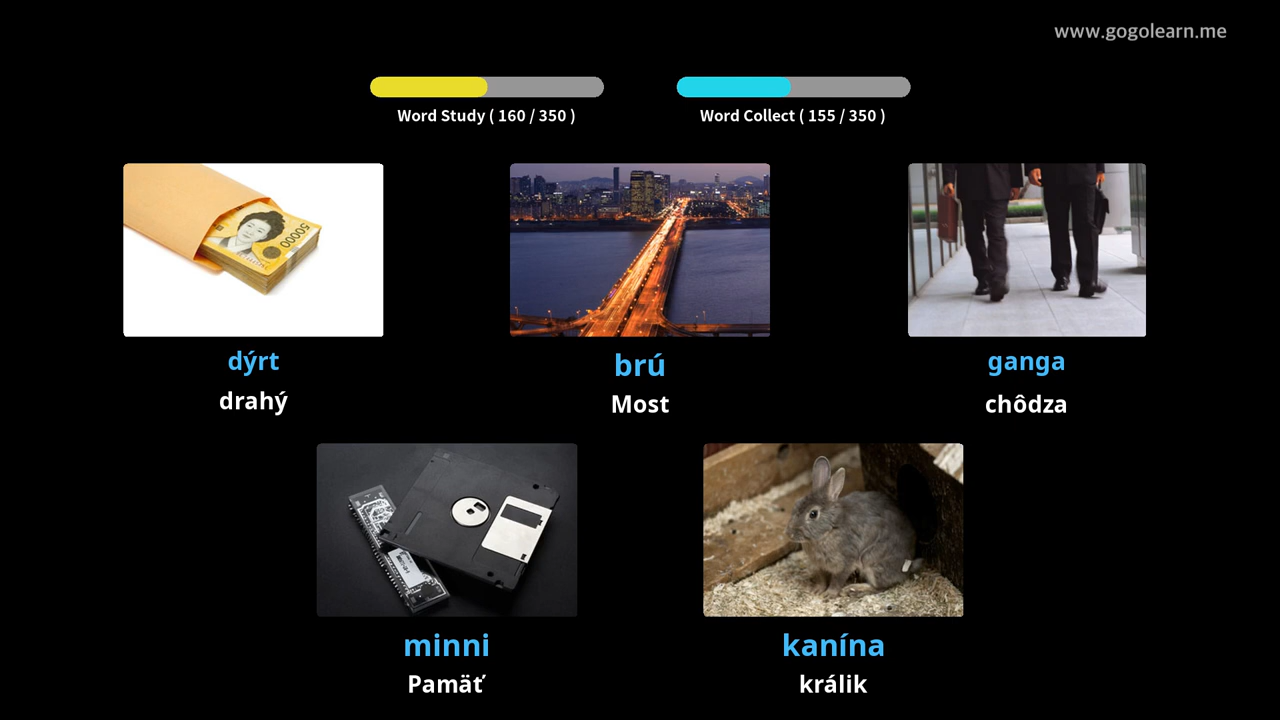 www.gogolearn.me
Word Study ( 160 / 350 )
Word Collect ( 155 / 350 )
50000
dýrt
drahý
brú
Most
ganga
chôdza
minni
Pamäť
kanína
králik